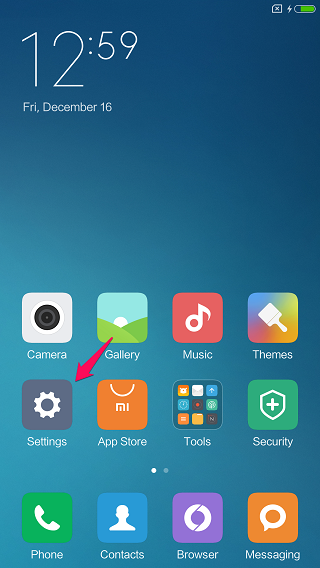 12:59
Fri, December 16
Camera Gallery Music Themes
mi
Settings App Store Tools Security
Phone Contacts Browser Messaging